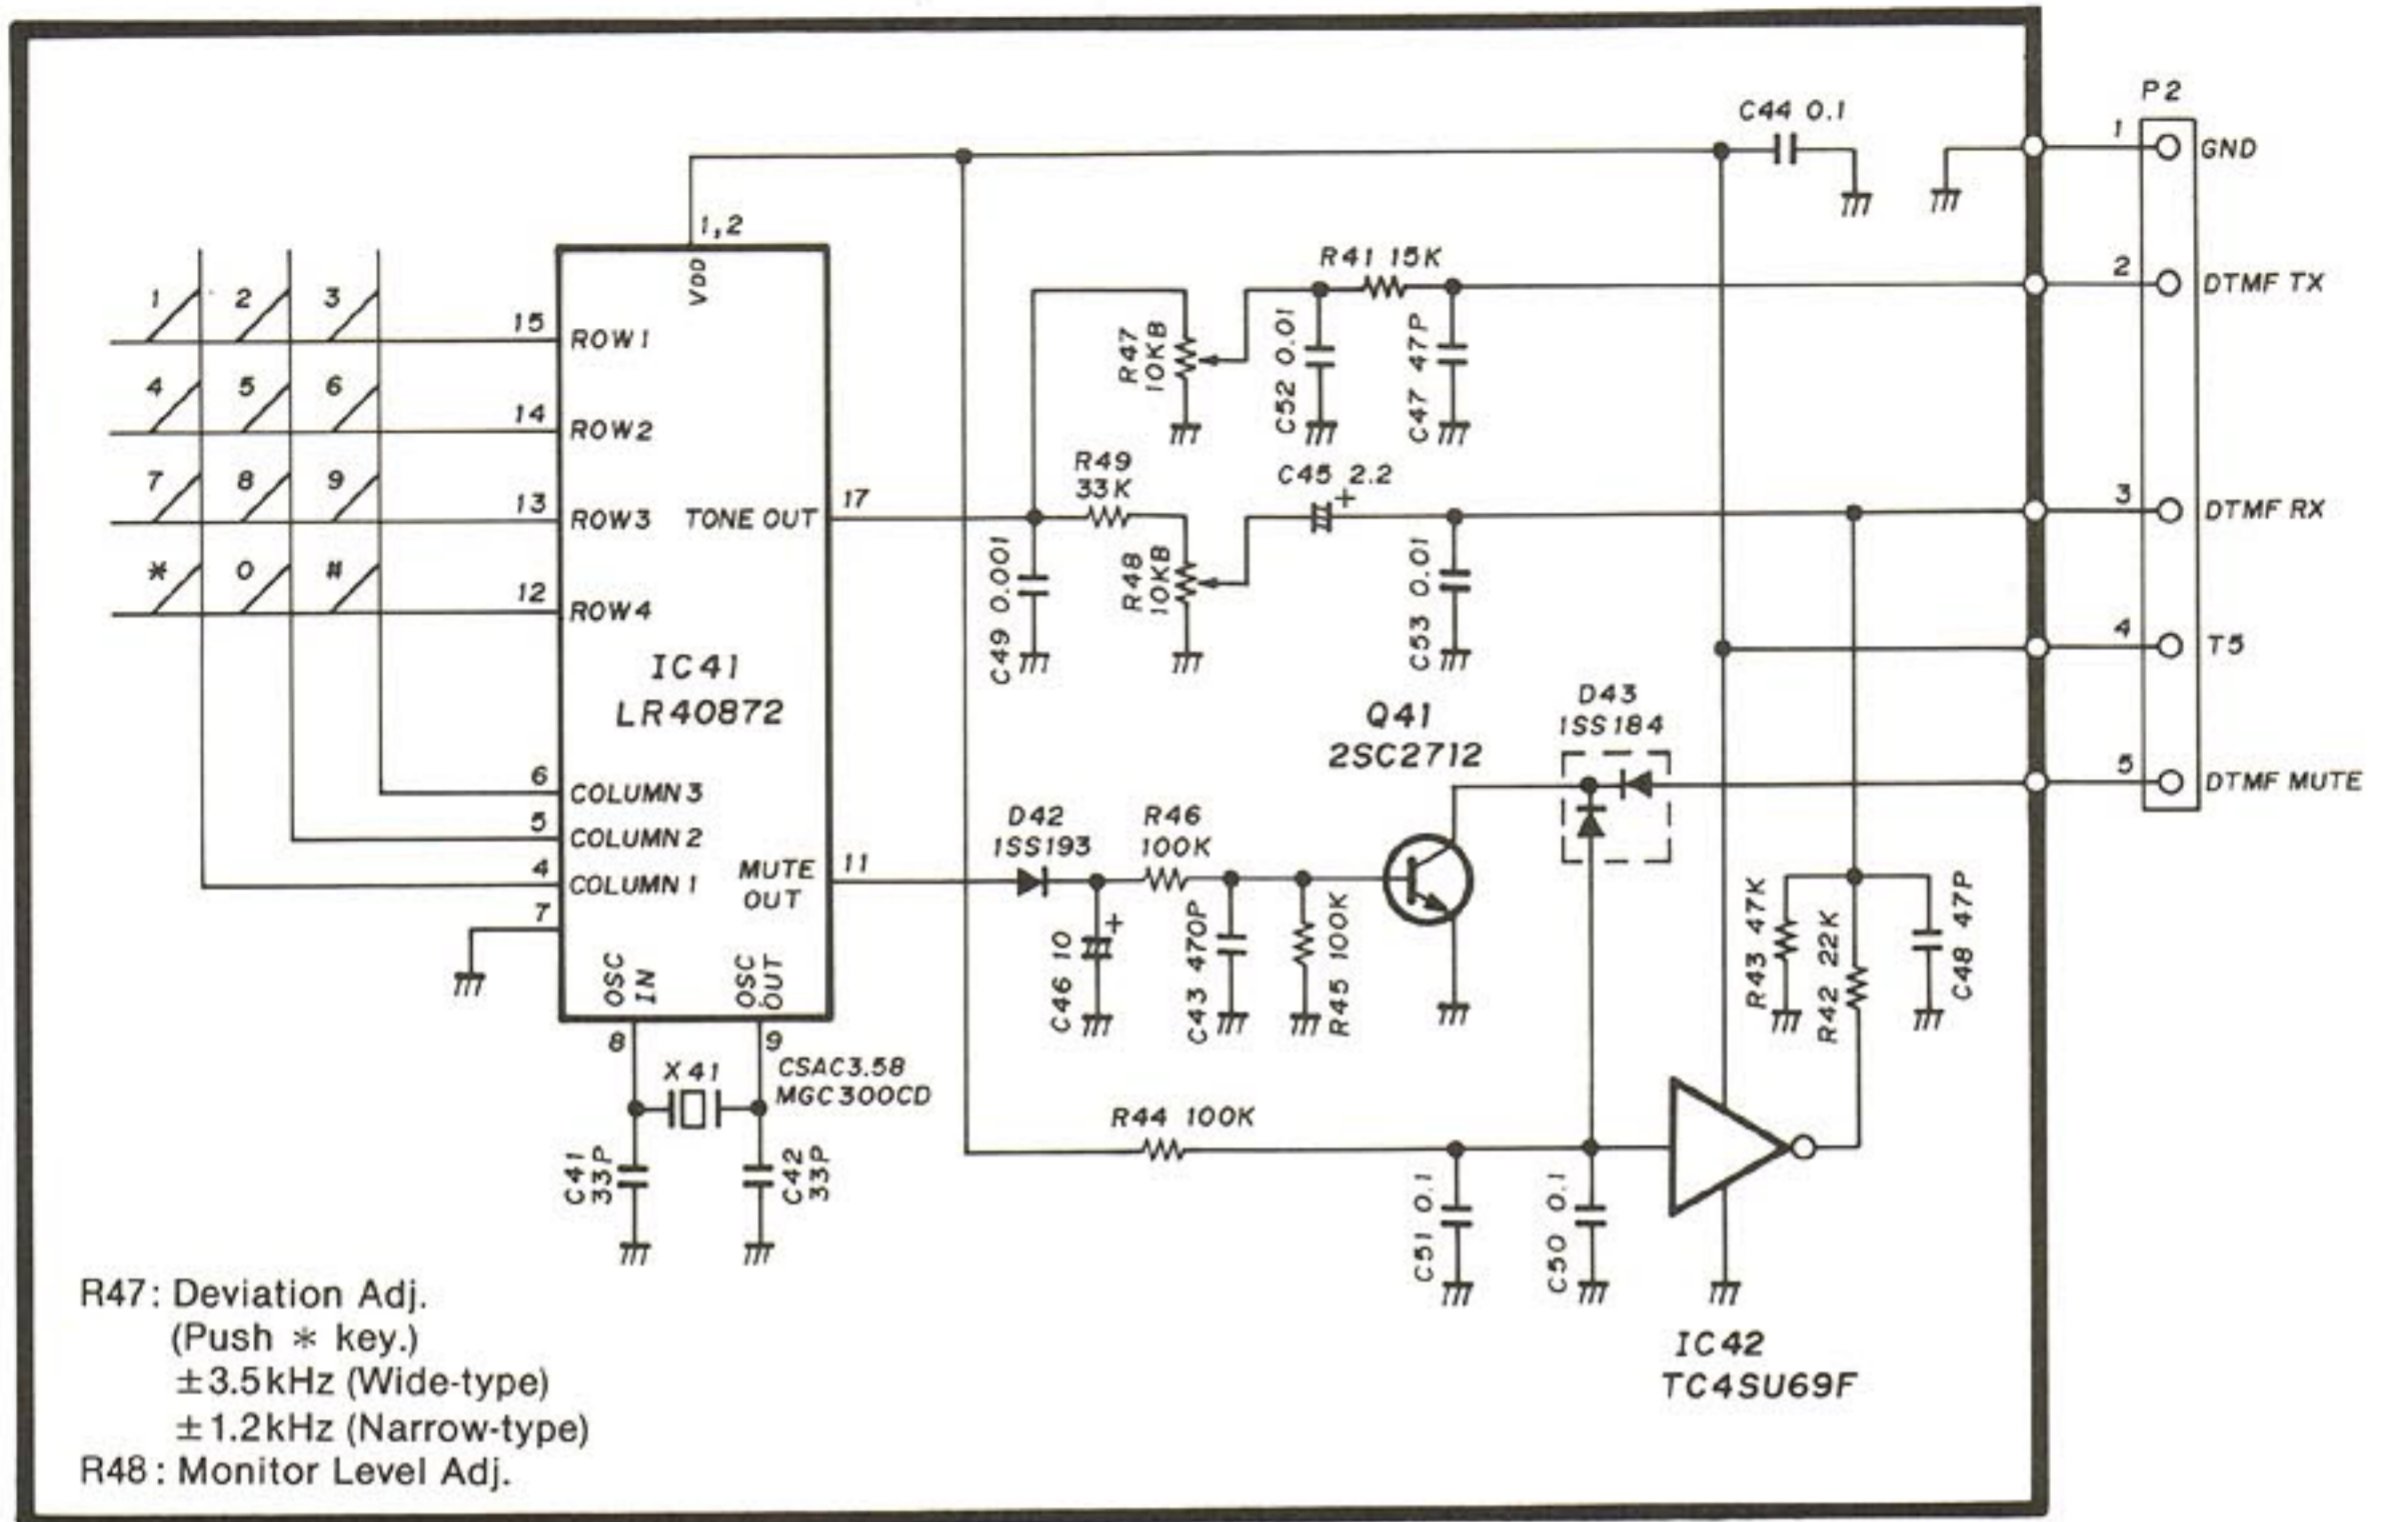 P2
C44 0.1
1
GND
1,2
VDD
R41 15K
2
DTMF TX
1
2
3
15
ROW1
R47
10KB
C52 0.01
C47 47P
4
5
6
14
ROW2
R49
33K
C45 2.2
+
7
8
9
13
ROW3
TONE OUT
17
3
DTMF RX
*
0
#
12
ROW4
C49 0.001
R48
10KB
C53 0.01
4
T5
IC41
LR40872
Q41
2SC2712
D43
1SS184
5
DTMF MUTE
6
COLUMN 3
5
COLUMN 2
4
COLUMN 1
MUTE
OUT
11
D42
1SS193
R46
100K
7
C46 10
+
C43 470P
R45 100K
R43 47K
R42 22K
C48 47P
OSC
IN
OSC
OUT
8
9
X41
CSAC3.58
MGC300CD
C41
33P
C42
33P
R44 100K
C51 0.1
C50 0.1
IC42
TC4SU69F
R47: Deviation Adj.
(Push * key.)
±3.5kHz (Wide-type)
±1.2kHz (Narrow-type)
R48: Monitor Level Adj.